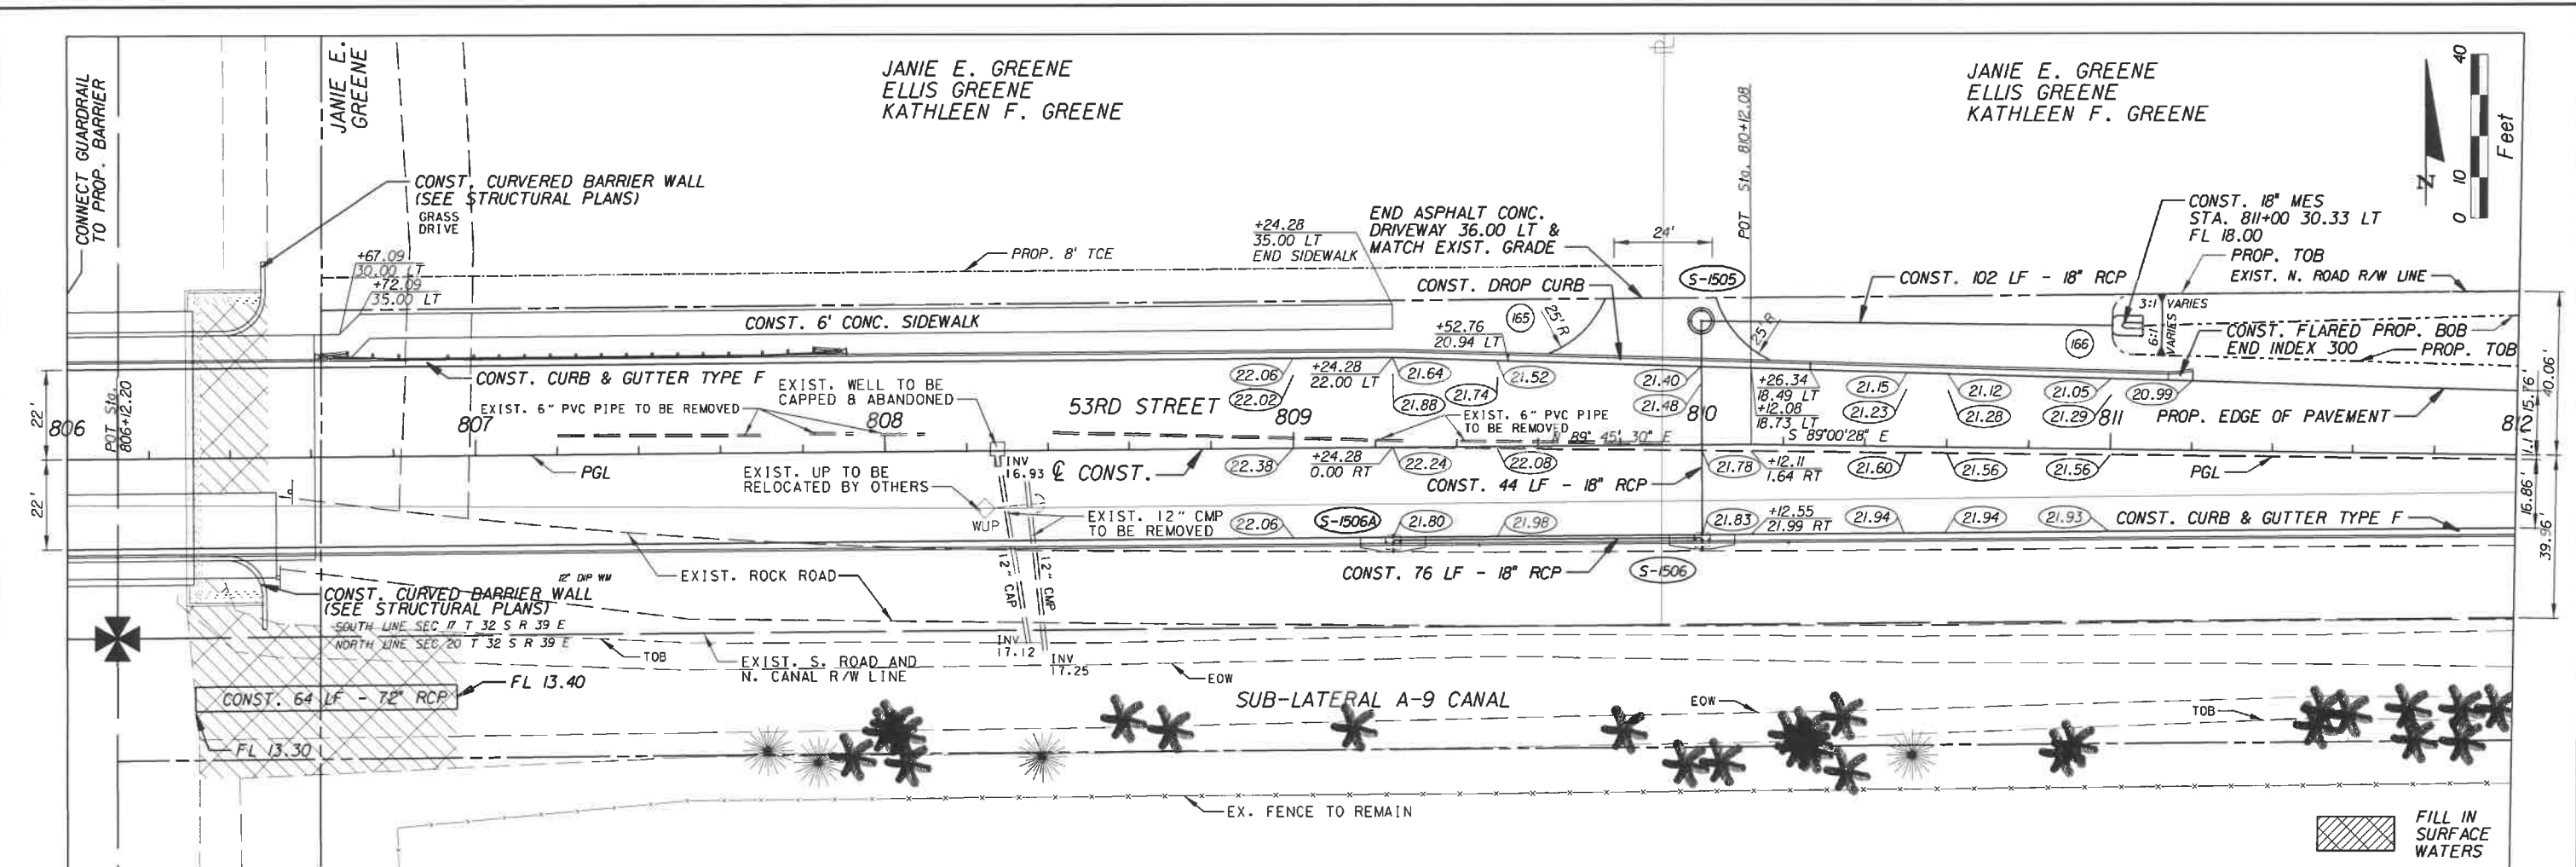 CONNECT GUARDRAIL
TO PROP. BARRIER
JANIE E.
GREENE
JANIE E. GREENE
ELLIS GREENE
KATHLEEN F. GREENE
JANIE E. GREENE
ELLIS GREENE
KATHLEEN F. GREENE
PL
POT Sta. 810+12.08
N
0 10 40
Feet
CONST. CURVERED BARRIER WALL
(SEE STRUCTURAL PLANS)
GRASS
DRIVE
+67.09
30.00 LT
+72.09
35.00 LT
PROP. 8' TCE
+24.28
35.00 LT
END SIDEWALK
END ASPHALT CONC.
DRIVEWAY 36.00 LT &
MATCH EXIST. GRADE
24'
S-1505
CONST. DROP CURB
CONST. 102 LF - 18" RCP
CONST. 18" MES
STA. 811+00 30.33 LT
FL 18.00
PROP. TOB
EXIST. N. ROAD R/W LINE
CONST. 6' CONC. SIDEWALK
+52.76
20.94 LT
165
25' R
25' R
166
3:1 VARIES
6:1 VARIES
CONST. FLARED PROP. BOB
END INDEX 300
PROP. TOB
CONST. CURB & GUTTER TYPE F
EXIST. WELL TO BE
CAPPED & ABANDONED
EXIST. 6" PVC PIPE TO BE REMOVED
53RD STREET
22.06
22.02
+24.28
22.00 LT
21.64
21.88
21.74
21.52
EXIST. 6" PVC PIPE
TO BE REMOVED
21.40
21.48
+26.34
18.49 LT
+12.08
18.73 LT
21.15
21.23
21.12
21.28
21.05
21.29
20.99
PROP. EDGE OF PAVEMENT
15.76'
40.06'
22'
806
POT Sta.
806+12.20
807
808
809
810
811
89° 45' 30" E
S 89°00'28" E
PGL
EXIST. UP TO BE
RELOCATED BY OTHERS
INV
16.93
℄ CONST.
22.38
+24.28
0.00 RT
22.24
22.08
CONST. 44 LF - 18" RCP
21.78
+12.11
1.64 RT
21.60
21.56
21.56
PGL
22'
WUP
EXIST. 12" CMP
TO BE REMOVED
22.06
S-1506A
21.80
21.98
21.83
+12.55
21.99 RT
21.94
21.94
21.93
CONST. CURB & GUTTER TYPE F
16.86'
39.96'
EXIST. ROCK ROAD
12" DIP WM
12" CAP
12" CMP
CONST. 76 LF - 18" RCP
S-1506
CONST. CURVED BARRIER WALL
(SEE STRUCTURAL PLANS)
SOUTH LINE SEC 17 T 32 S R 39 E
NORTH LINE SEC 20 T 32 S R 39 E
TOB
EXIST. S. ROAD AND
N. CANAL R/W LINE
INV
17.12
INV
17.25
EOW
CONST. 64 LF - 72" RCP
FL 13.40
FL 13.30
SUB-LATERAL A-9 CANAL
EOW
TOB
EX. FENCE TO REMAIN
FILL IN
SURFACE
WATERS